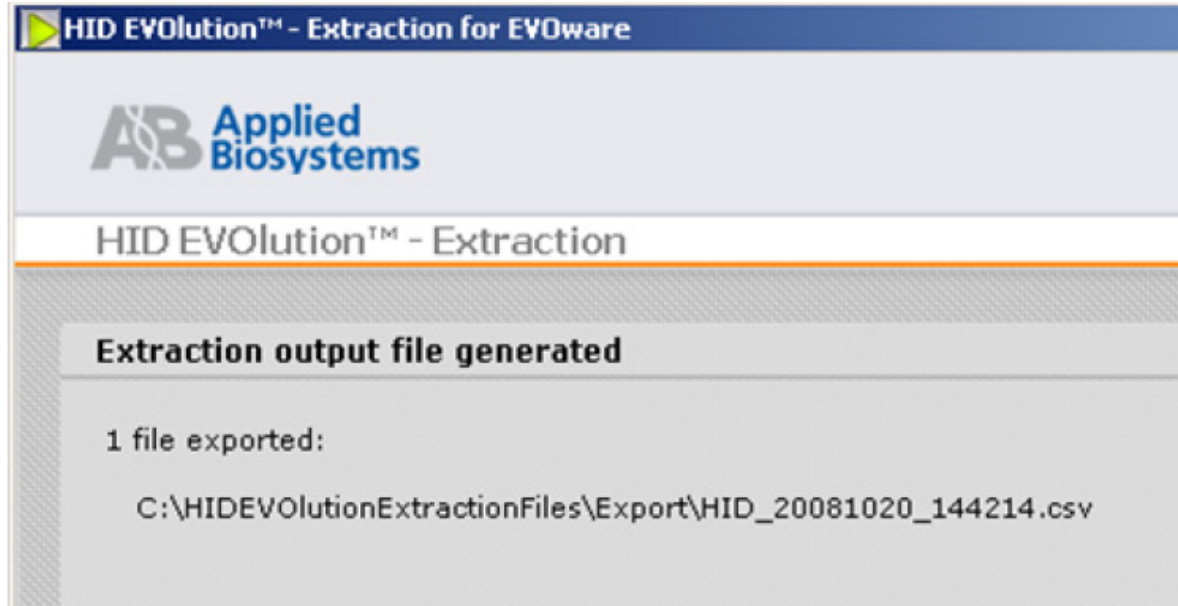 HID EVOlution™ - Extraction for EVOware
AB Applied
Biosystems
HID EVOlution™ - Extraction
Extraction output file generated
1 file exported:
C:\HIDEVOlutionExtractionFiles\Export\HID_20081020_144214.csv